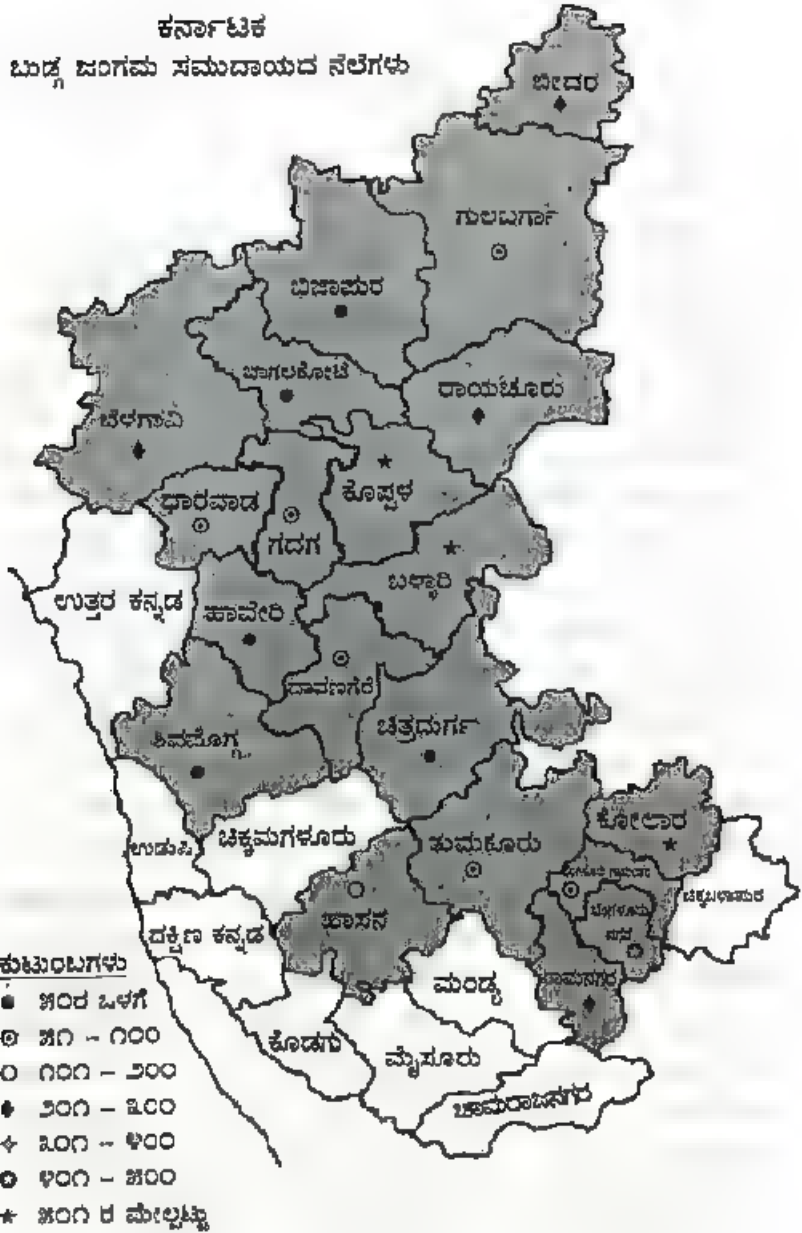 ಕರ್ನಾಟಕ
ಬುಡ್ಗ ಜಂಗಮ ಸಮುದಾಯದ ನೆಲೆಗಳು
ಬೀದರ
ಗುಲಬರ್ಗಾ
ಭಿಜಾಪುರ
ಬಾಗಲಕೋಟೆ
ರಾಯಚೂರು
ಬೆಳಗಾವಿ
ಧಾರವಾಡ
ಗದಗ
ಕೊಪ್ಪಳ
ಬಳ್ಳಾರಿ
ಉತ್ತರ ಕನ್ನಡ
ಹಾವೇರಿ
ದಾವಣಗೆರೆ
ಚಿತ್ರದುರ್ಗ
ಶಿವಮೊಗ್ಗ
ಉಡುಪಿ
ಚಿಕ್ಕಮಗಳೂರು
ತುಮಕೂರು
ಕೋಲಾರ
ಚಿಕ್ಕಬಳ್ಳಾಪುರ
ಬೆಂಗಳೂರು
ನಗರ
ಹಾಸನ
ದಕ್ಷಿಣ ಕನ್ನಡ
ರಾಮನಗರ
ಮಂಡ್ಯ
ಕೊಡಗು
ಮೈಸೂರು
ಚಾಮರಾಜನಗರ
ಕುಟುಂಬಗಳು
೫೦ರ ಒಳಗೆ
೫೧ - ೧೦೦
೧೦೧ - ೨೦೦
೨೦೧ - ೩೦೦
೩೦೧ - ೪೦೦
೪೦೧ - ೫೦೦
೫೦೧ ರ ಮೇಲ್ಪಟ್ಟು